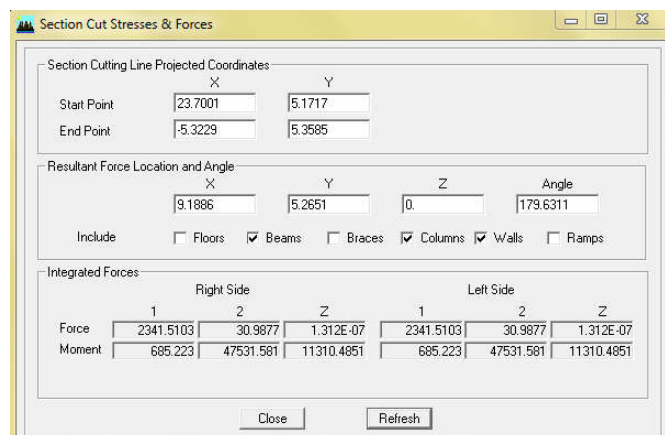 Section Cut Stresses & Forces
Section Cutting Line Projected Coordinates
X Y
Start Point 23.7001 5.1717
End Point -5.3229 5.3585
Resultant Force Location and Angle
X Y Z Angle
9.1886 5.2651 0. 179.6311
Include Floors Beams Braces Columns Walls Ramps
Integrated Forces
Right Side Left Side
1 2 Z 1 2 Z
Force 2341.5103 30.9877 1.312E-07 2341.5103 30.9877 1.312E-07
Moment 685.223 47531.581 11310.4851 685.223 47531.581 11310.4851
Close Refresh